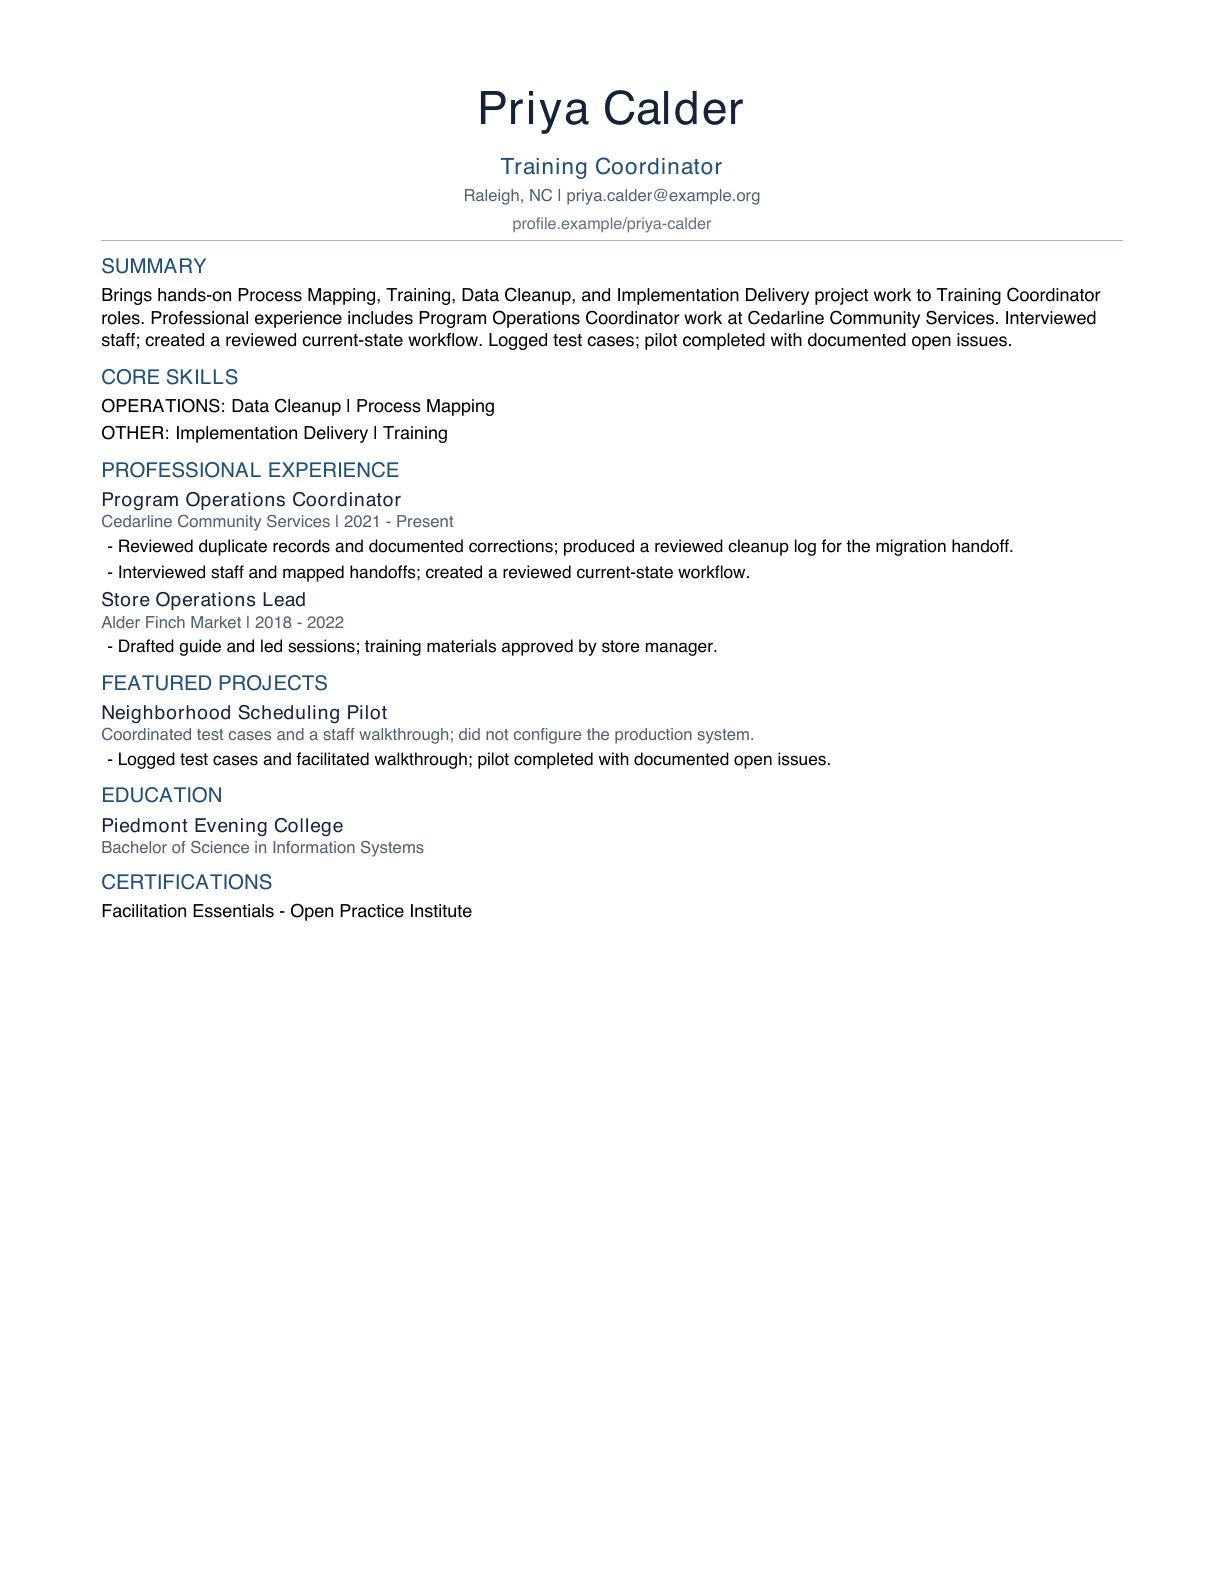 Priya Calder
Training Coordinator
Raleigh, NC | priya.calder@example.org
profile.example/priya-calder
SUMMARY
Brings hands-on Process Mapping, Training, Data Cleanup, and Implementation Delivery project work to Training Coordinator
roles. Professional experience includes Program Operations Coordinator work at Cedarline Community Services. Interviewed
staff; created a reviewed current-state workflow. Logged test cases; pilot completed with documented open issues.
CORE SKILLS
OPERATIONS: Data Cleanup | Process Mapping
OTHER: Implementation Delivery | Training
PROFESSIONAL EXPERIENCE
Program Operations Coordinator
Cedarline Community Services | 2021 - Present
- Reviewed duplicate records and documented corrections; produced a reviewed cleanup log for the migration handoff.
- Interviewed staff and mapped handoffs; created a reviewed current-state workflow.
Store Operations Lead
Alder Finch Market | 2018 - 2022
- Drafted guide and led sessions; training materials approved by store manager.
FEATURED PROJECTS
Neighborhood Scheduling Pilot
Coordinated test cases and a staff walkthrough; did not configure the production system.
- Logged test cases and facilitated walkthrough; pilot completed with documented open issues.
EDUCATION
Piedmont Evening College
Bachelor of Science in Information Systems
CERTIFICATIONS
Facilitation Essentials - Open Practice Institute